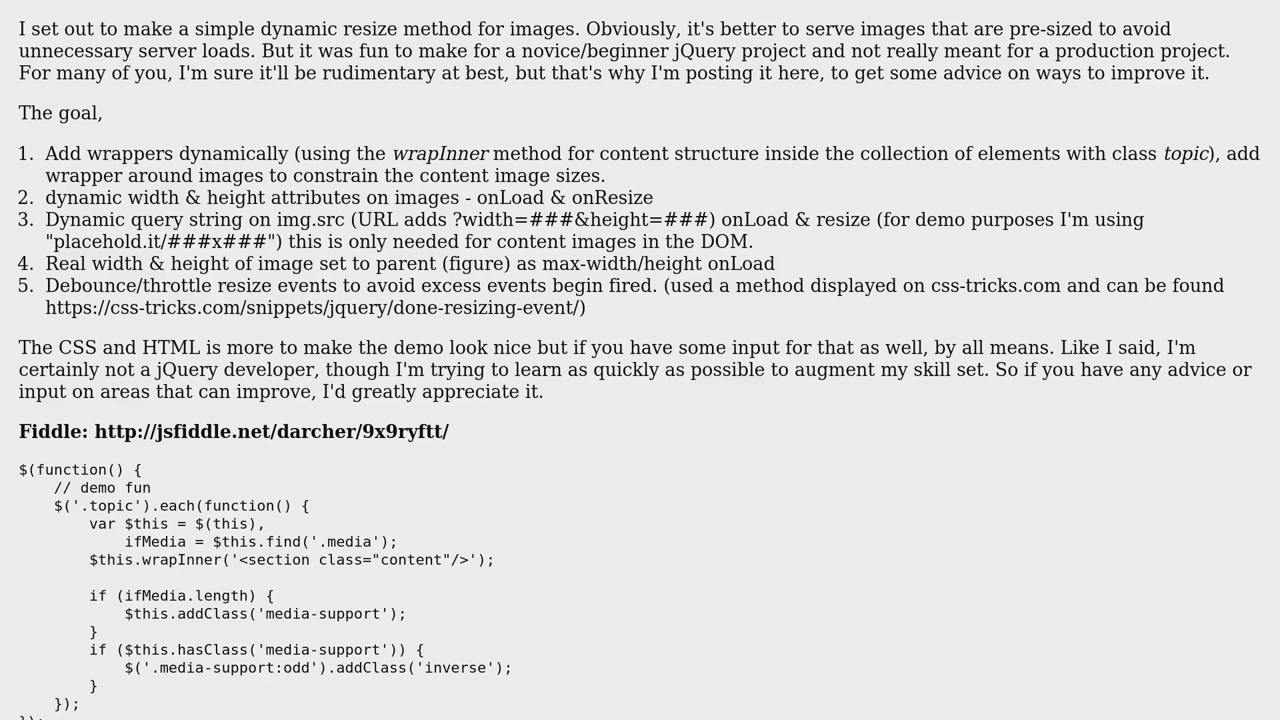 I set out to make a simple dynamic resize method for images. Obviously, it's better to serve images that are pre-sized to avoid
unnecessary server loads. But it was fun to make for a novice/beginner jQuery project and not really meant for a production project.
For many of you, I'm sure it'll be rudimentary at best, but that's why I'm posting it here, to get some advice on ways to improve it.
The goal,
1. Add wrappers dynamically (using the wrapInner method for content structure inside the collection of elements with class topic), add
wrapper around images to constrain the content image sizes.
2. dynamic width & height attributes on images - onLoad & onResize
3. Dynamic query string on img.src (URL adds ?width=###&height=###) onLoad & resize (for demo purposes I'm using
"placehold.it/###x###") this is only needed for content images in the DOM.
4. Real width & height of image set to parent (figure) as max-width/height onLoad
5. Debounce/throttle resize events to avoid excess events begin fired. (used a method displayed on css-tricks.com and can be found
https://css-tricks.com/snippets/jquery/done-resizing-event/)
The CSS and HTML is more to make the demo look nice but if you have some input for that as well, by all means. Like I said, I'm
certainly not a jQuery developer, though I'm trying to learn as quickly as possible to augment my skill set. So if you have any advice or
input on areas that can improve, I'd greatly appreciate it.
Fiddle: http://jsfiddle.net/darcher/9x9ryftt/
$(function() {
    // demo fun
    $('.topic').each(function() {
        var $this = $(this),
            ifMedia = $this.find('.media');
        $this.wrapInner('<section class="content"/>');
        if (ifMedia.length) {
            $this.addClass('media-support');
        }
        if ($this.hasClass('media-support')) {
            $('.media-support:odd').addClass('inverse');
        }
    });
});